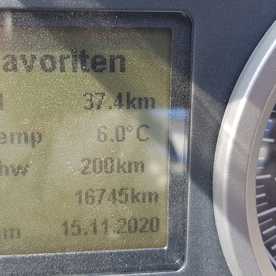 avoriten
37.4km
emp 6.0°C
hw 200km
16745km
m 15.11.2020